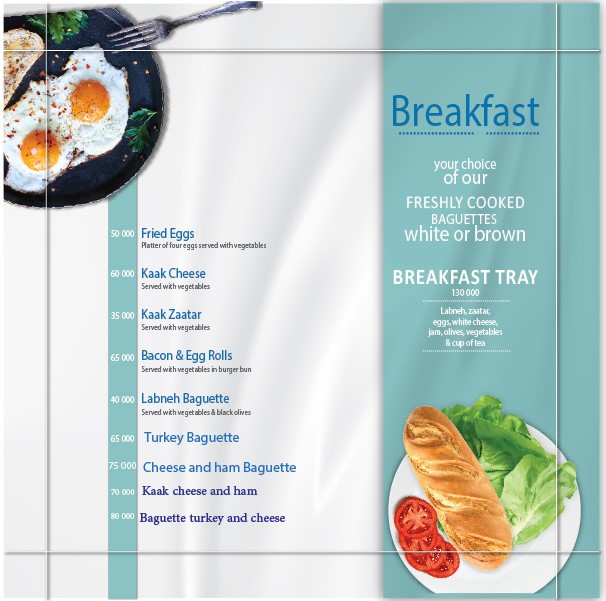 50 000 Fried Eggs
Platter of four eggs served with vegetables
60 000 Kaak Cheese
Served with vegetables
35 000 Kaak Zaatar
Served with vegetables
65 000 Bacon & Egg Rolls
Served with vegetables in burger bun
40 000 Labneh Baguette
Served with vegetables & black olives
65 000 Turkey Baguette
75 000 Cheese and ham Baguette
70 000 Kaak cheese and ham
80 000 Baguette turkey and cheese
Breakfast
your choice
of our
FRESHLY COOKED
BAGUETTES
white or brown
BREAKFAST TRAY
130 000
Labneh, zaatar,
eggs, white cheese,
jam, olives, vegetables
& cup of tea